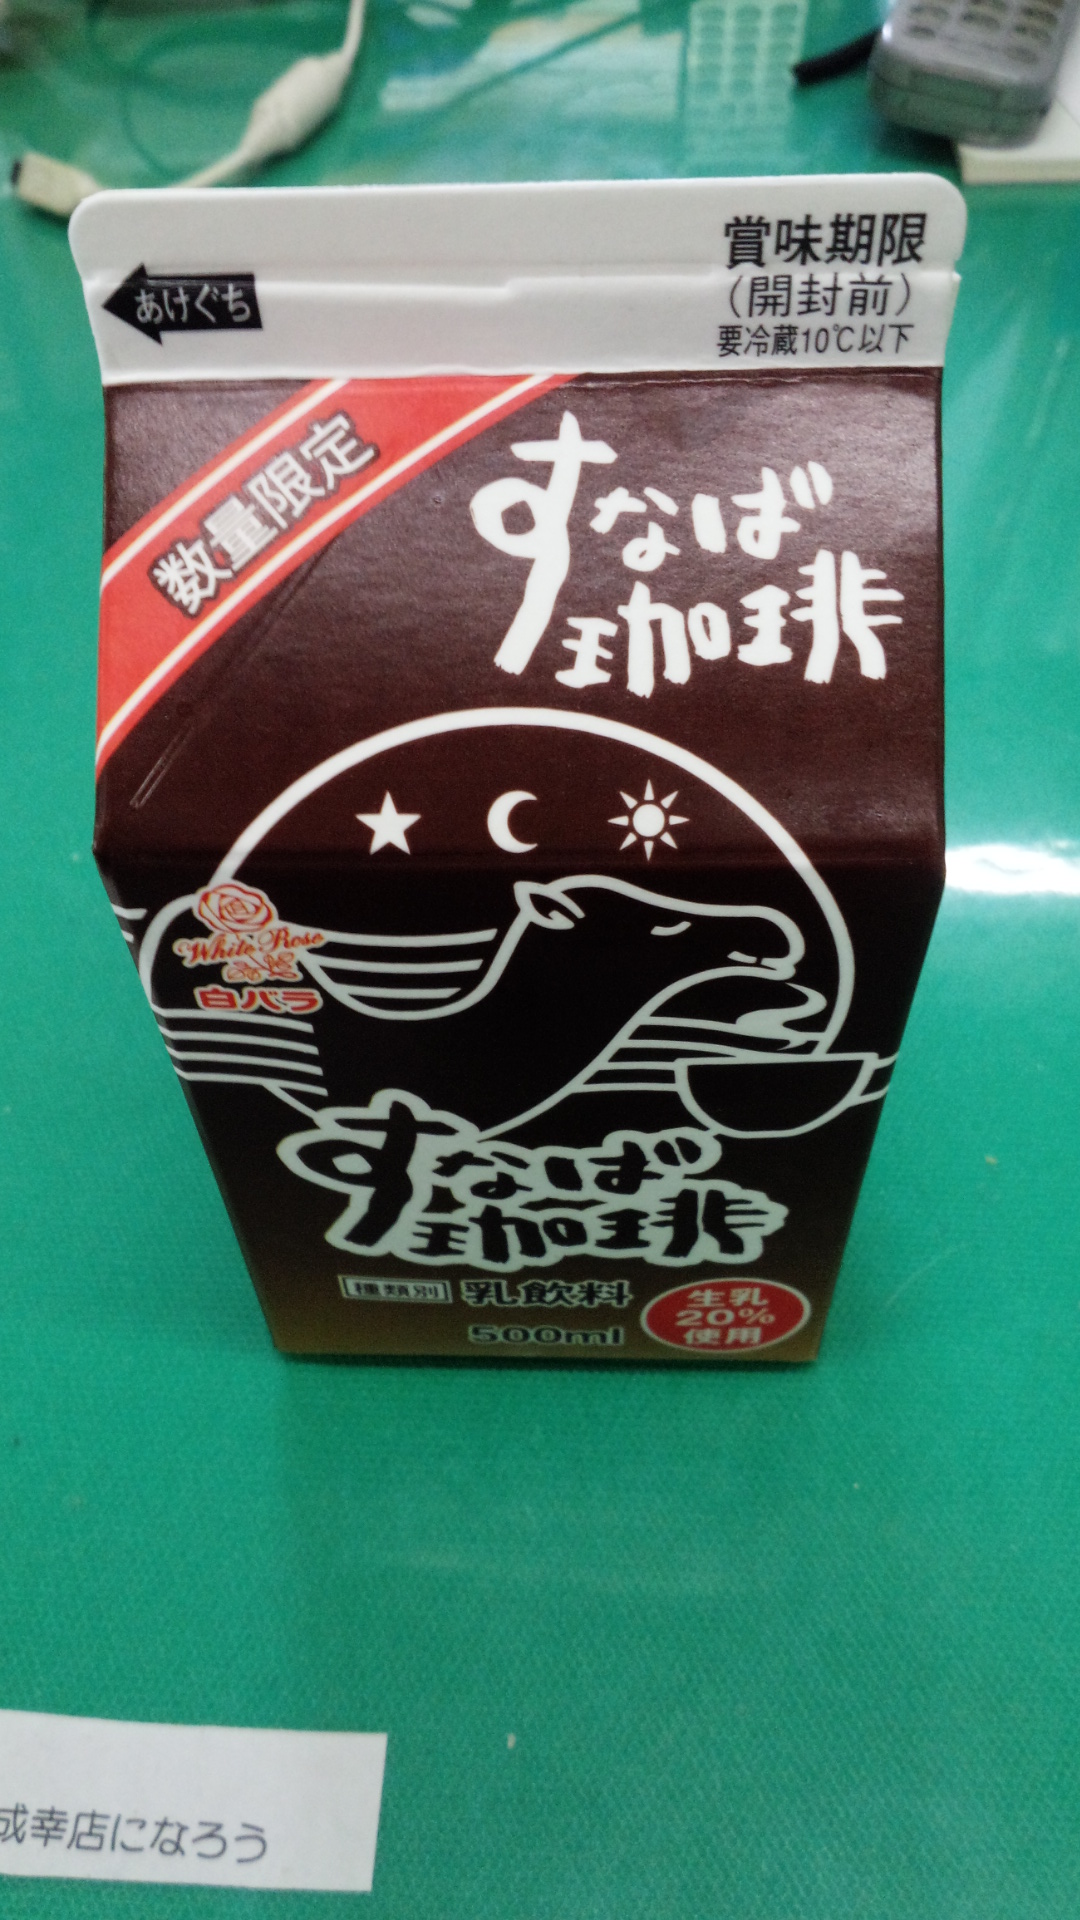 賞味期限
(開封前)
要冷蔵10℃以下
あけぐち
数量限定
すなば
珈琲
White Rose
白バラ
すなば
珈琲
種類別 乳飲料
500ml
生乳
20%
使用
成幸店になろう